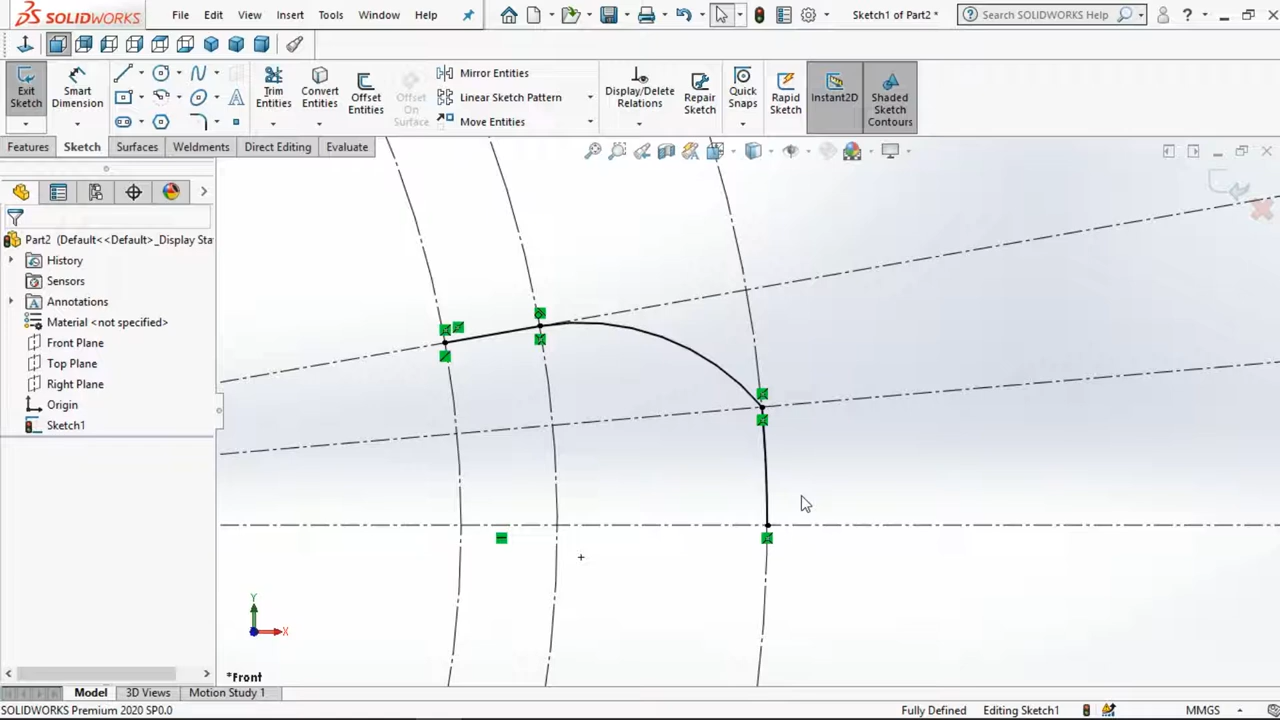 SOLIDWORKS File Edit View Insert Tools Window Help Sketch1 of Part2 * Search SOLIDWORKS Help ?
Exit Sketch
Smart Dimension
Trim Entities
Convert Entities
Offset Entities
Offset On Surface
Mirror Entities
Linear Sketch Pattern
Move Entities
Display/Delete Relations
Repair Sketch
Quick Snaps
Rapid Sketch
Instant2D
Shaded Sketch Contours
Features Sketch Surfaces Weldments Direct Editing Evaluate
Part2 (Default<<Default>_Display Sta
History
Sensors
Annotations
Material <not specified>
Front Plane
Top Plane
Right Plane
Origin
Sketch1
Y
X
*Front
Model 3D Views Motion Study 1
SOLIDWORKS Premium 2020 SP0.0 Fully Defined Editing Sketch1 MMGS